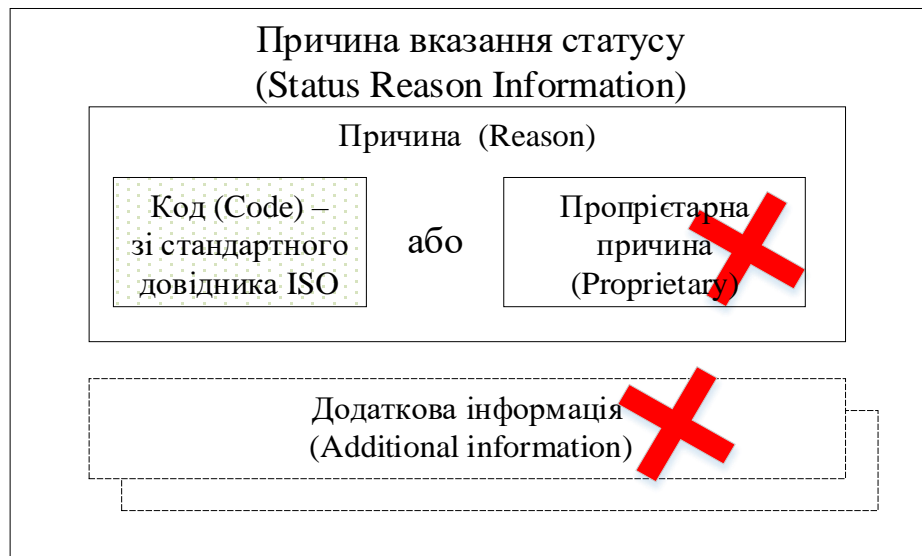 Причина вказання статусу
(Status Reason Information)
Причина (Reason)
Код (Code) –
зі стандартного
довідника ISO
або
Пропрієтарна
причина
(Proprietary)
Додаткова інформація
(Additional information)